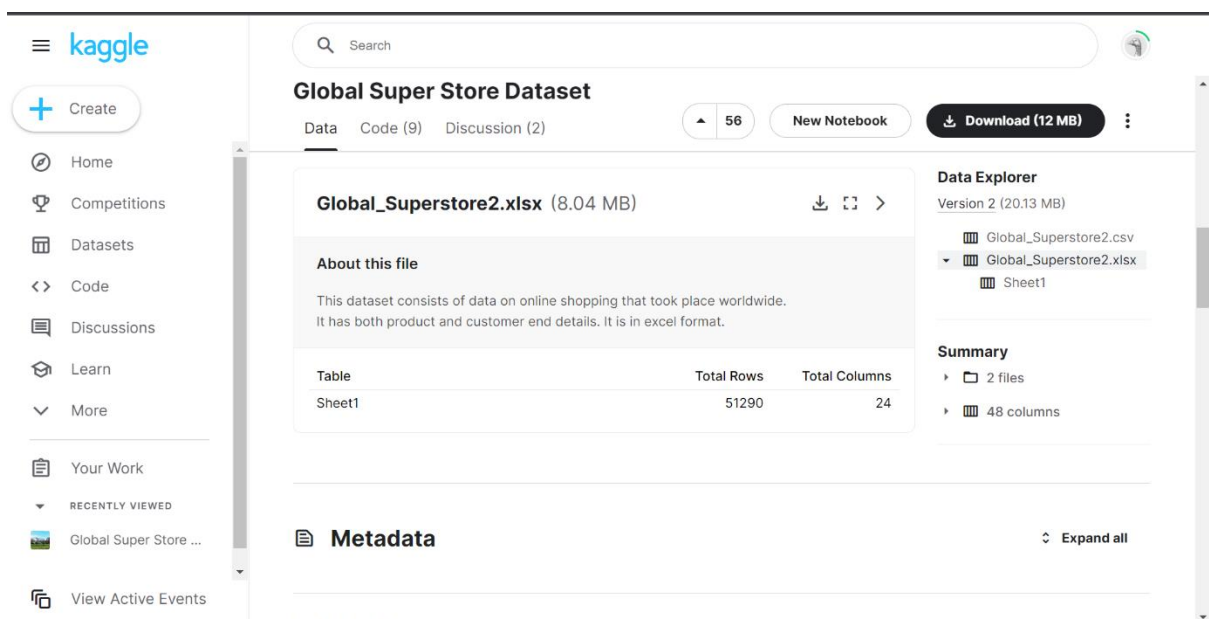 kaggle
Search
Create
Home
Competitions
Datasets
Code
Discussions
Learn
More
Your Work
RECENTLY VIEWED
Global Super Store ...
View Active Events
Global Super Store Dataset
Data Code (9) Discussion (2)
56
New Notebook
Download (12 MB)
Global_Superstore2.xlsx (8.04 MB)
About this file
This dataset consists of data on online shopping that took place worldwide.
It has both product and customer end details. It is in excel format.
Table Total Rows Total Columns
Sheet1 51290 24
Data Explorer
Version 2 (20.13 MB)
Global_Superstore2.csv
Global_Superstore2.xlsx
Sheet1
Summary
2 files
48 columns
Metadata
Expand all